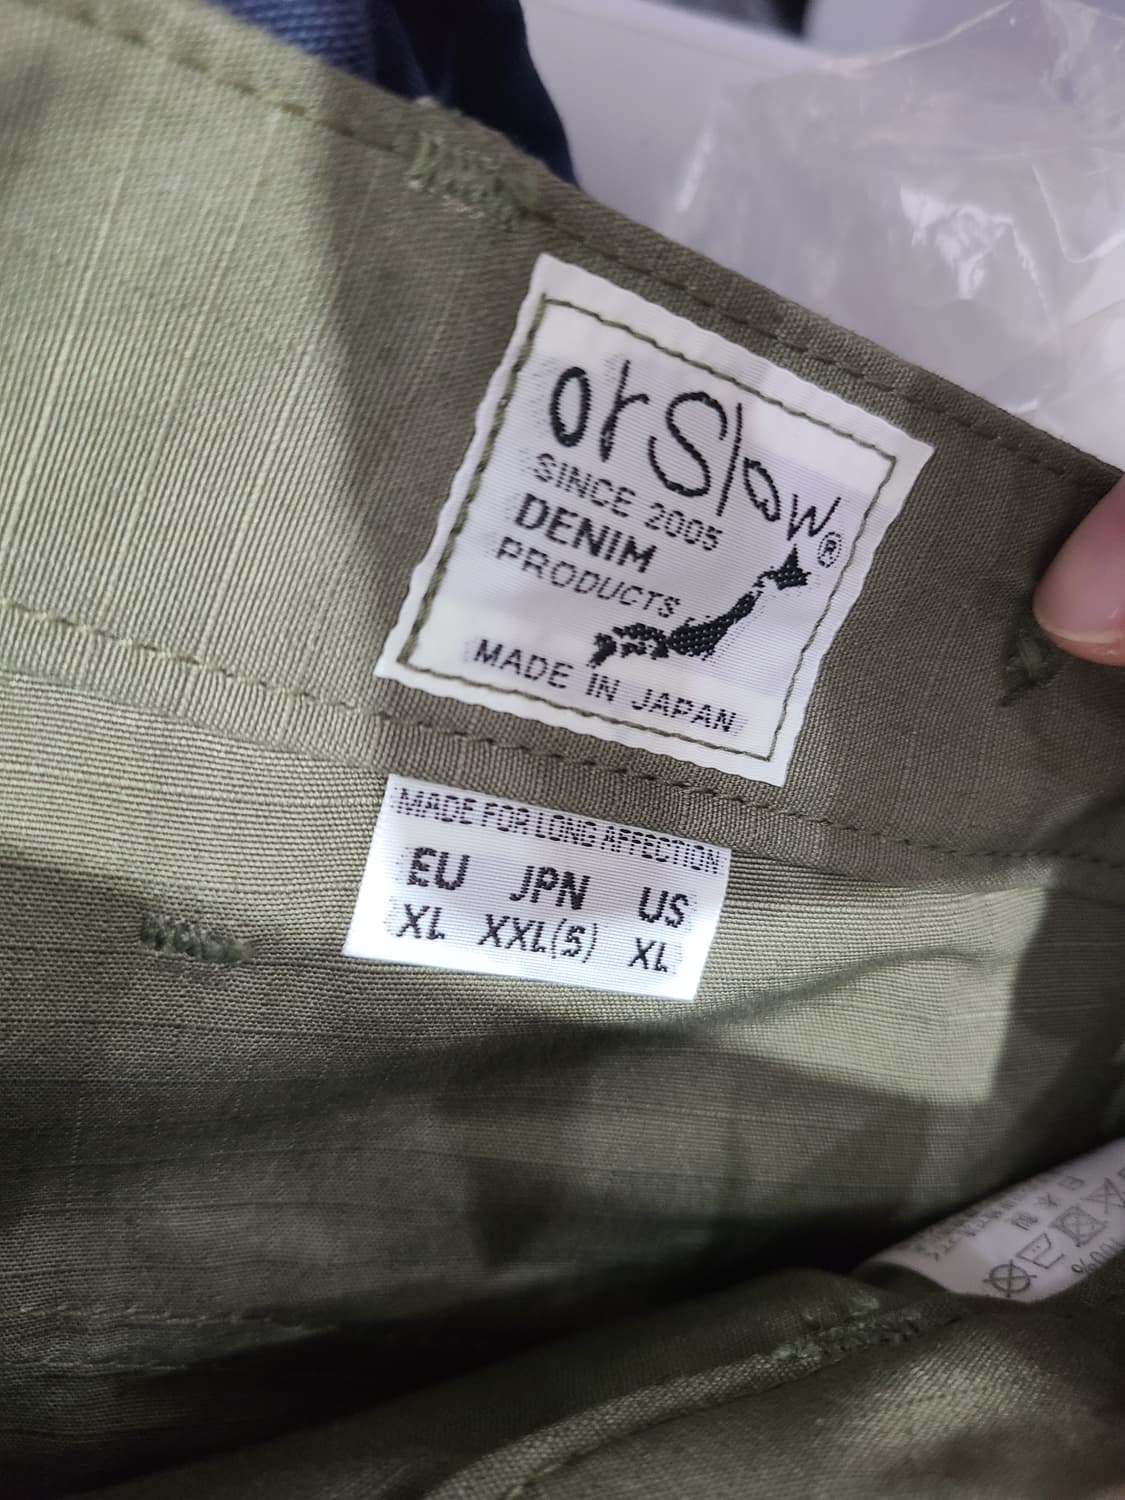 orSlow®
SINCE 2005
DENIM
PRODUCTS
MADE IN JAPAN
MADE FOR LONG AFFECTION
EU JPN US
XL XXL(5) XL